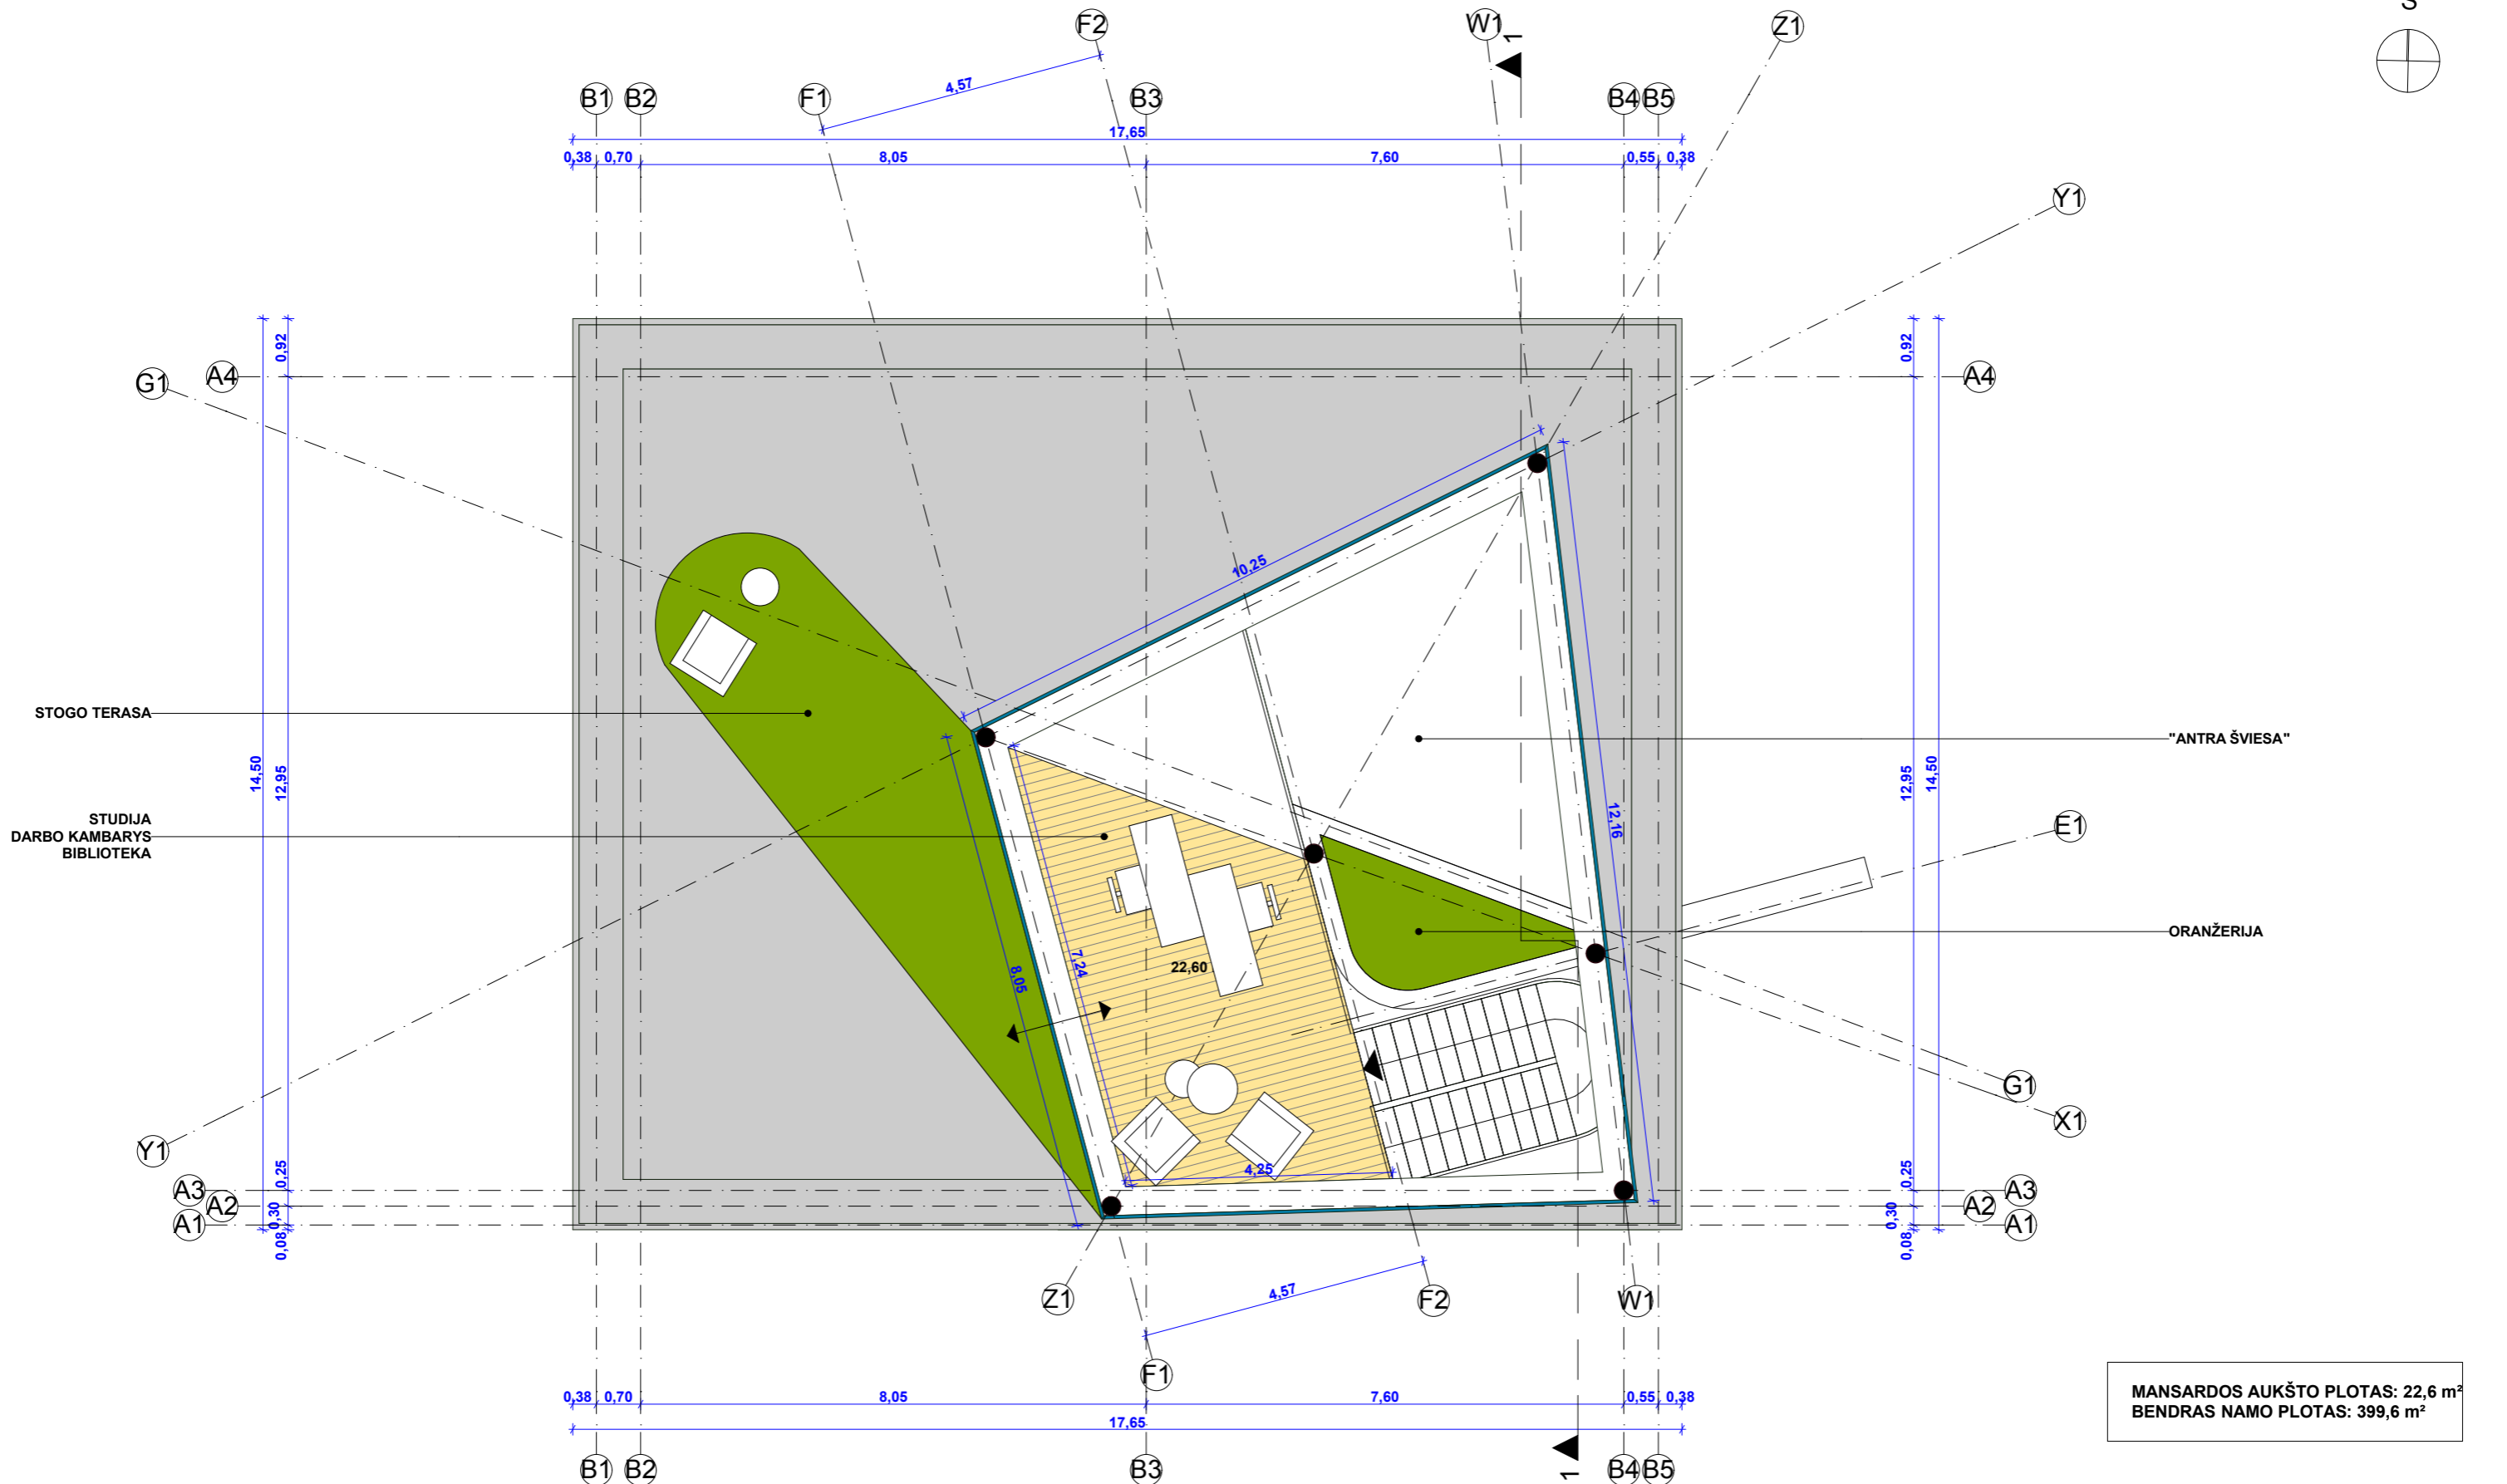 S
F2
W1
1
Z1
4,57
B1
B2
F1
B3
B4
B5
17,65
0,38
0,70
8,05
7,60
0,55
0,38
Y1
0,92
0,92
G1
A4
A4
10,25
STOGO TERASA
"ANTRA ŠVIESA"
14,50
12,95
12,95
14,50
12,16
STUDIJA
DARBO KAMBARYS
BIBLIOTEKA
E1
ORANŽERIJA
8,05
7,24
22,60
G1
X1
Y1
4,25
0,25
0,25
A3
A2
A1
0,30
0,08
0,30
0,08
A3
A2
A1
Z1
4,57
F2
W1
F1
0,38
0,70
8,05
7,60
0,55
0,38
17,65
MANSARDOS AUKŠTO PLOTAS: 22,6 m²
BENDRAS NAMO PLOTAS: 399,6 m²
B1
B2
B3
1
B4
B5